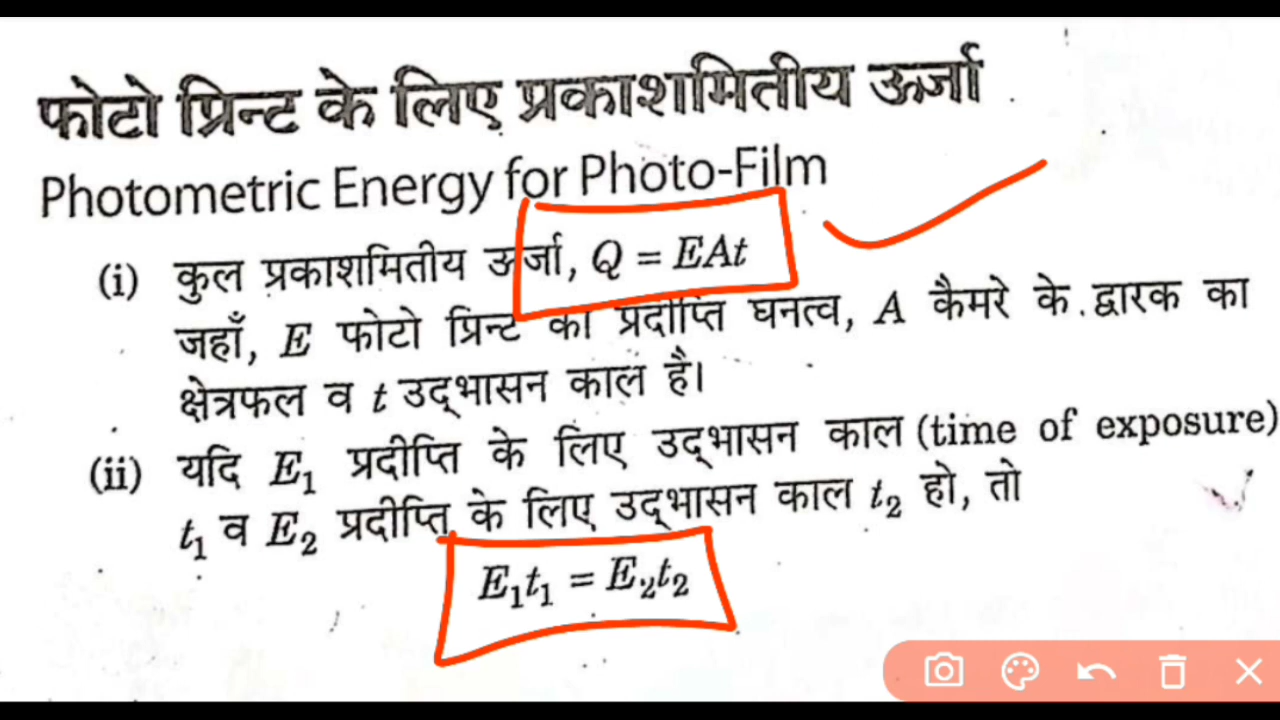 फोटो प्रिन्ट के लिए प्रकाशमितीय ऊर्जा
Photometric Energy for Photo-Film
(i) कुल प्रकाशमितीय ऊर्जा, Q = EAt
जहाँ, E फोटो प्रिन्ट का प्रदीप्ति घनत्व, A कैमरे के द्वारक का
क्षेत्रफल व t उद्‌भासन काल है।
(ii) यदि E₁ प्रदीप्ति के लिए उद्‌भासन काल (time of exposure)
t₁ व E₂ प्रदीप्ति के लिए उद्‌भासन काल t₂ हो, तो
E₁t₁ = E₂t₂